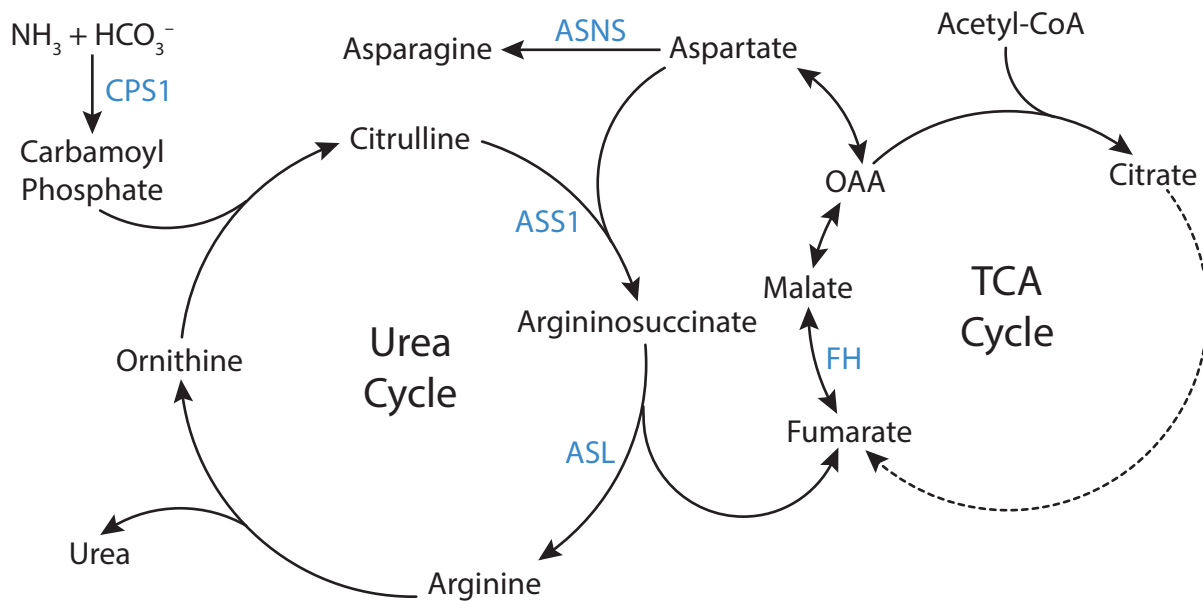 NH₃ + HCO₃⁻
CPS1
Carbamoyl
Phosphate
Asparagine
ASNS
Aspartate
Acetyl-CoA
Citrulline
OAA
Citrate
ASS1
Malate
TCA
Cycle
Argininosuccinate
Urea
Cycle
Ornithine
FH
Fumarate
ASL
Urea
Arginine